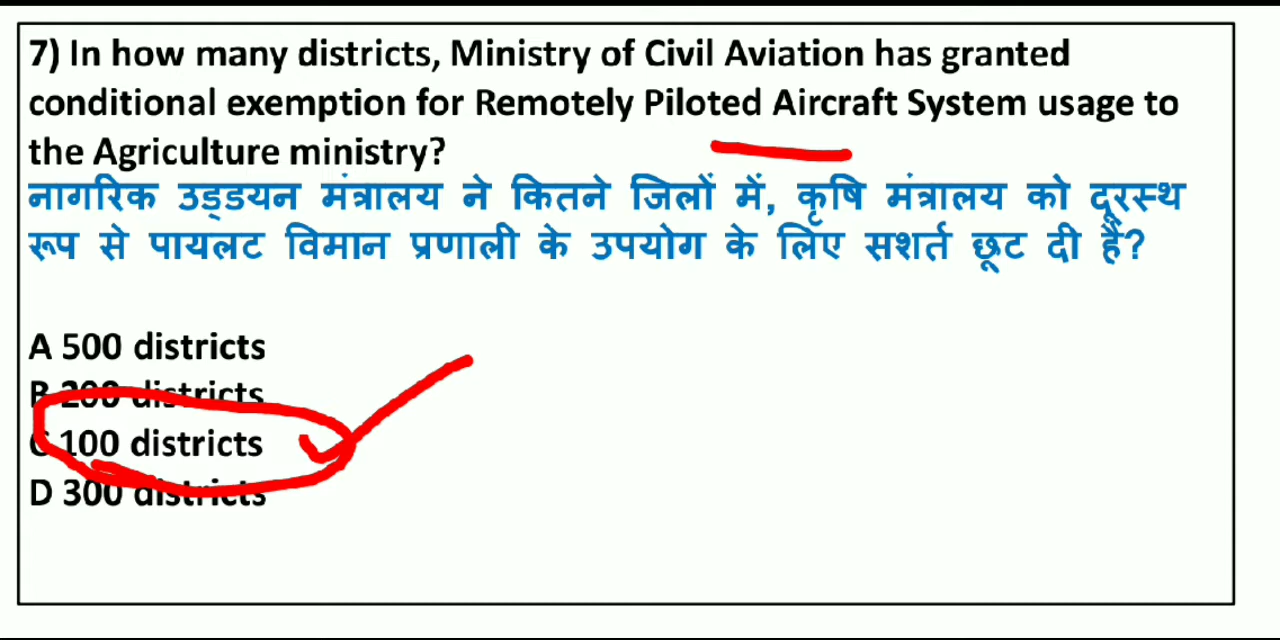 7) In how many districts, Ministry of Civil Aviation has granted
conditional exemption for Remotely Piloted Aircraft System usage to
the Agriculture ministry?
नागरिक उड्डयन मंत्रालय ने कितने जिलों में, कृषि मंत्रालय को दूरस्थ
रूप से पायलट विमान प्रणाली के उपयोग के लिए सशर्त छूट दी है?
A 500 districts
B 200 districts
C 100 districts
D 300 districts